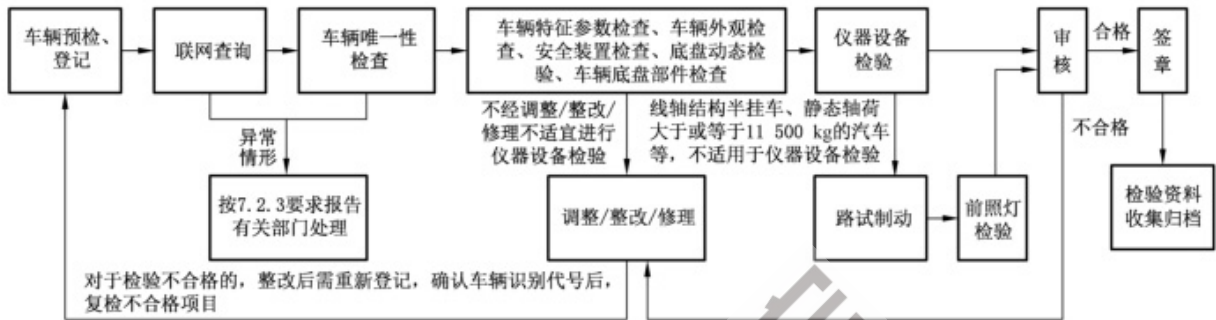 车辆预检、
登记
联网查询
车辆唯一性
检查
车辆特征参数检查、车辆外观检
查、安全装置检查、底盘动态检
验、车辆底盘部件检查
仪器设备
检验
审
核
合格
签
章
异常
情形
不经调整/整改/
修理不适宜进行
仪器设备检验
线轴结构半挂车、静态轴荷
大于或等于11 500 kg的汽车
等，不适用于仪器设备检验
不合格
按7.2.3要求报告
有关部门处理
调整/整改/修理
路试制动
前照灯
检验
检验资料
收集归档
对于检验不合格的，整改后需重新登记，确认车辆识别代号后，
复检不合格项目